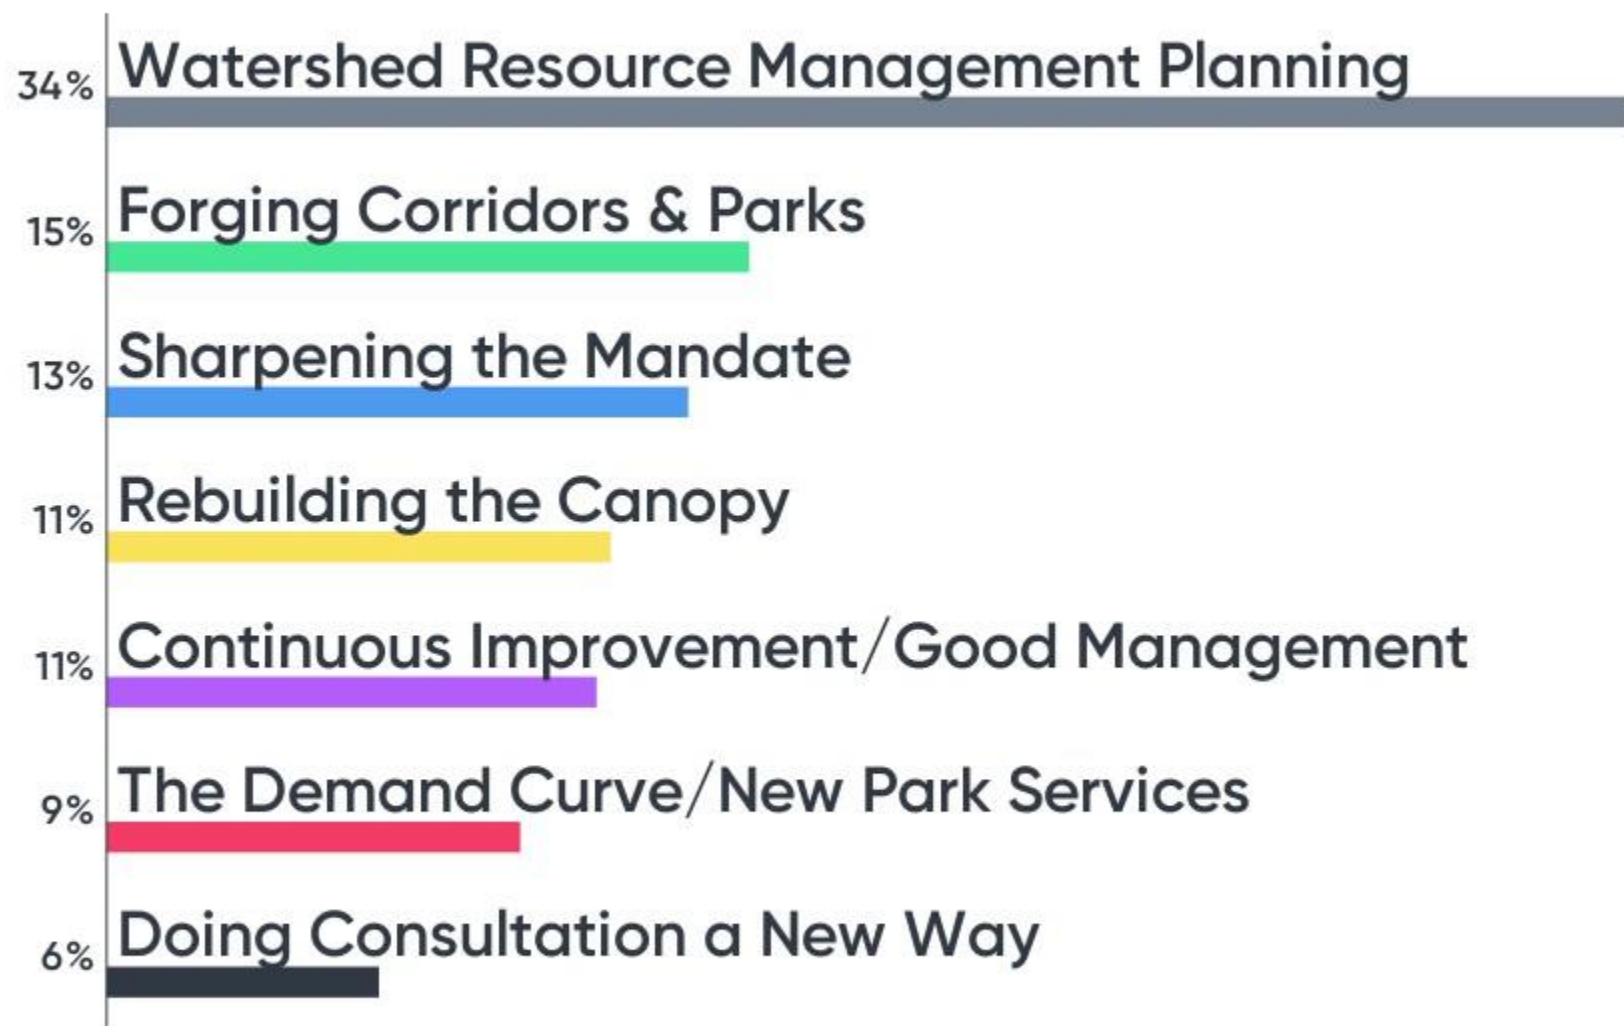 34% Watershed Resource Management Planning
15% Forging Corridors & Parks
13% Sharpening the Mandate
11% Rebuilding the Canopy
11% Continuous Improvement/Good Management
9% The Demand Curve/New Park Services
6% Doing Consultation a New Way